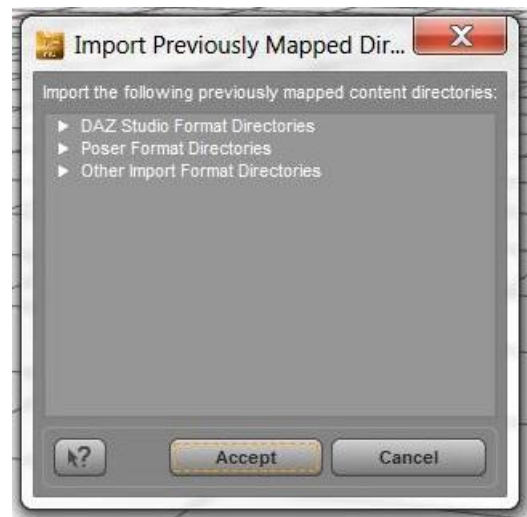 Import Previously Mapped Dir...
X
Import the following previously mapped content directories:
DAZ Studio Format Directories
Poser Format Directories
Other Import Format Directories
? Accept Cancel